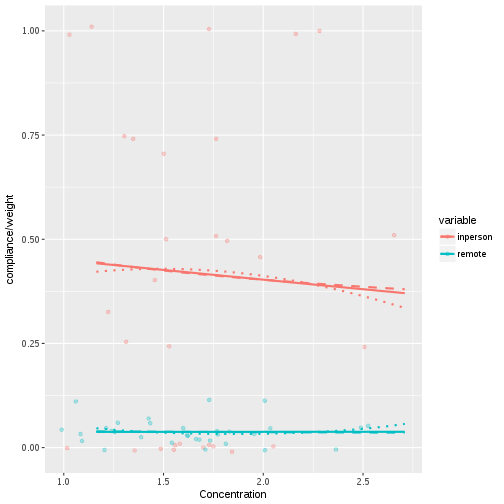 1.00
0.75
0.50
0.25
0.00
compliance/weight
1.0 1.5 2.0 2.5
Concentration
variable
inperson
remote